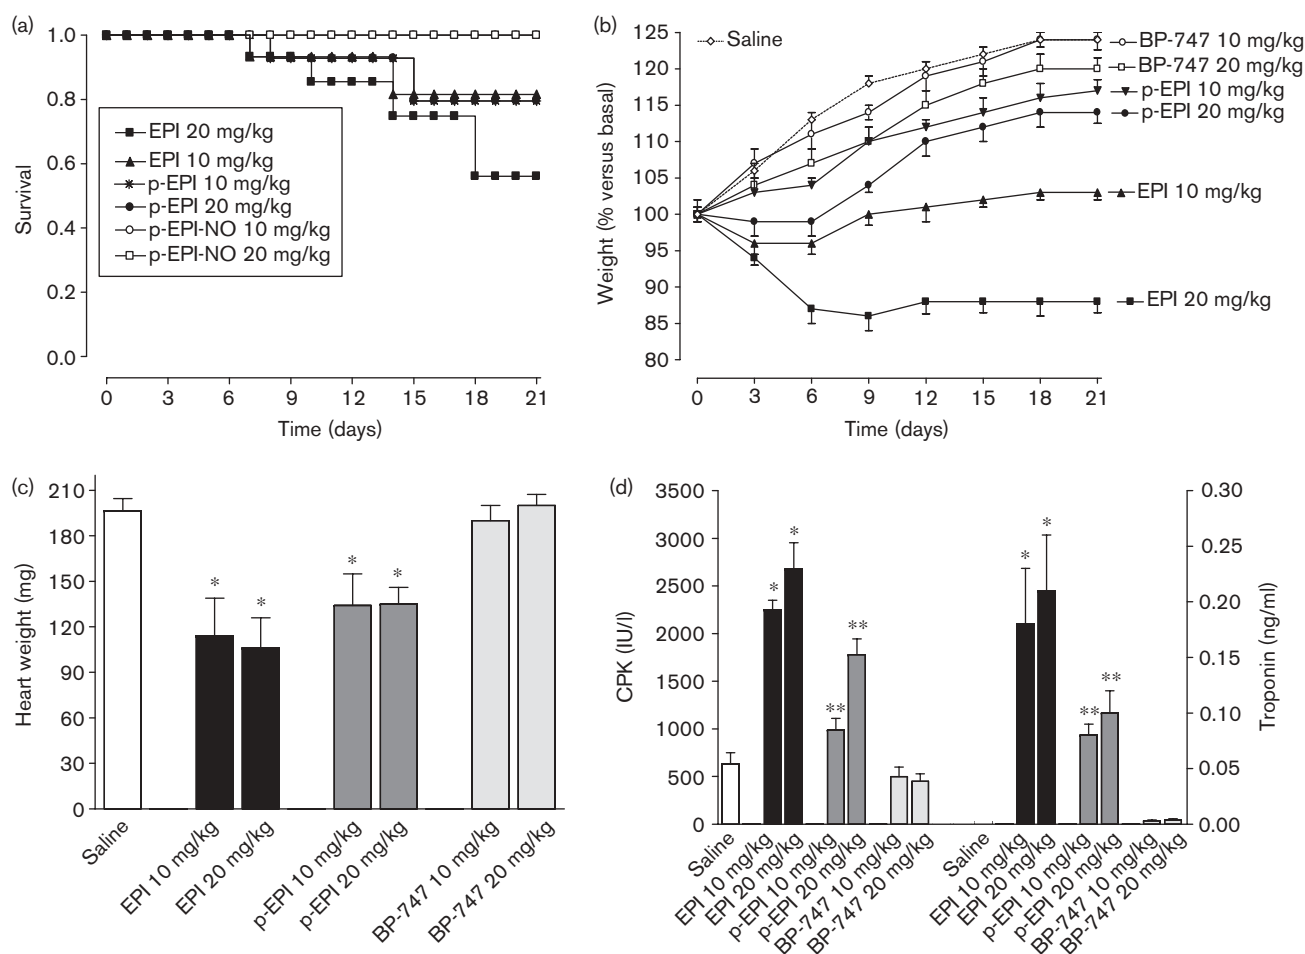 (a)
1.0
0.8
0.6
0.4
0.2
0.0
Survival
EPI 20 mg/kg
EPI 10 mg/kg
p-EPI 10 mg/kg
p-EPI 20 mg/kg
p-EPI-NO 10 mg/kg
p-EPI-NO 20 mg/kg
0 3 6 9 12 15 18 21
Time (days)
(b)
125
120
115
110
105
100
95
90
85
80
Weight (% versus basal)
Saline
BP-747 10 mg/kg
BP-747 20 mg/kg
p-EPI 10 mg/kg
p-EPI 20 mg/kg
EPI 10 mg/kg
EPI 20 mg/kg
0 3 6 9 12 15 18 21
Time (days)
(c)
210
180
150
120
90
60
30
0
Heart weight (mg)
* * * *
Saline
EPI 10 mg/kg
EPI 20 mg/kg
p-EPI 10 mg/kg
p-EPI 20 mg/kg
BP-747 10 mg/kg
BP-747 20 mg/kg
(d)
3500
3000
2500
2000
1500
1000
500
0
CPK (IU/l)
* * ** ** * * ** **
0.30
0.25
0.20
0.15
0.10
0.05
0.00
Troponin (ng/ml)
Saline
EPI 10 mg/kg
EPI 20 mg/kg
p-EPI 10 mg/kg
p-EPI 20 mg/kg
BP-747 10 mg/kg
BP-747 20 mg/kg
Saline
EPI 10 mg/kg
EPI 20 mg/kg
p-EPI 10 mg/kg
p-EPI 20 mg/kg
BP-747 10 mg/kg
BP-747 20 mg/kg